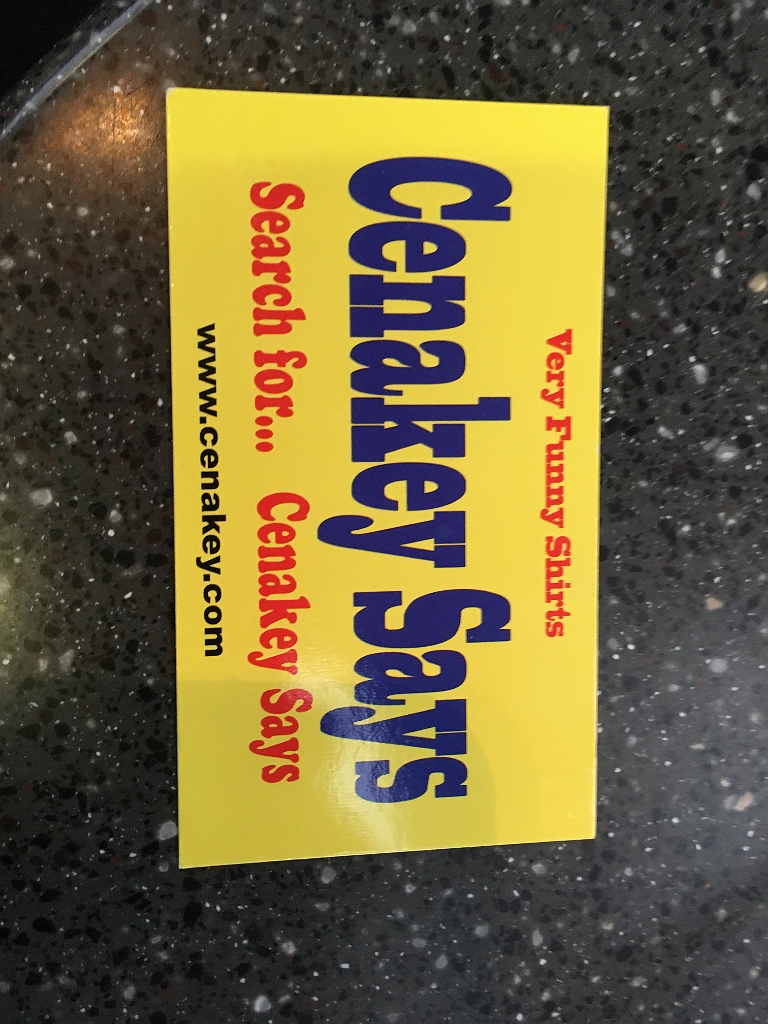 Very Funny Shirts
Cenakey Says
Search for... Cenakey Says
www.cenakey.com